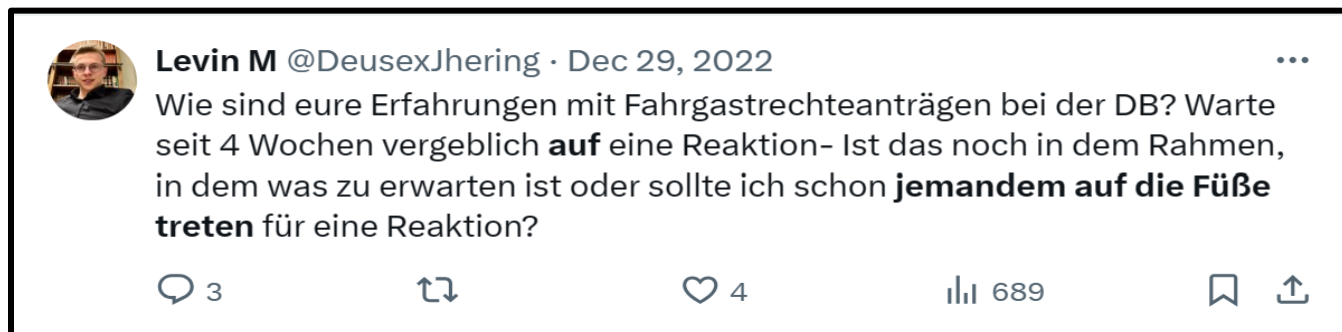 Levin M @DeusexJhering · Dec 29, 2022
Wie sind eure Erfahrungen mit Fahrgastrechteanträgen bei der DB? Warte
seit 4 Wochen vergeblich auf eine Reaktion- Ist das noch in dem Rahmen,
in dem was zu erwarten ist oder sollte ich schon jemandem auf die Füße
treten für eine Reaktion?
3 4 689